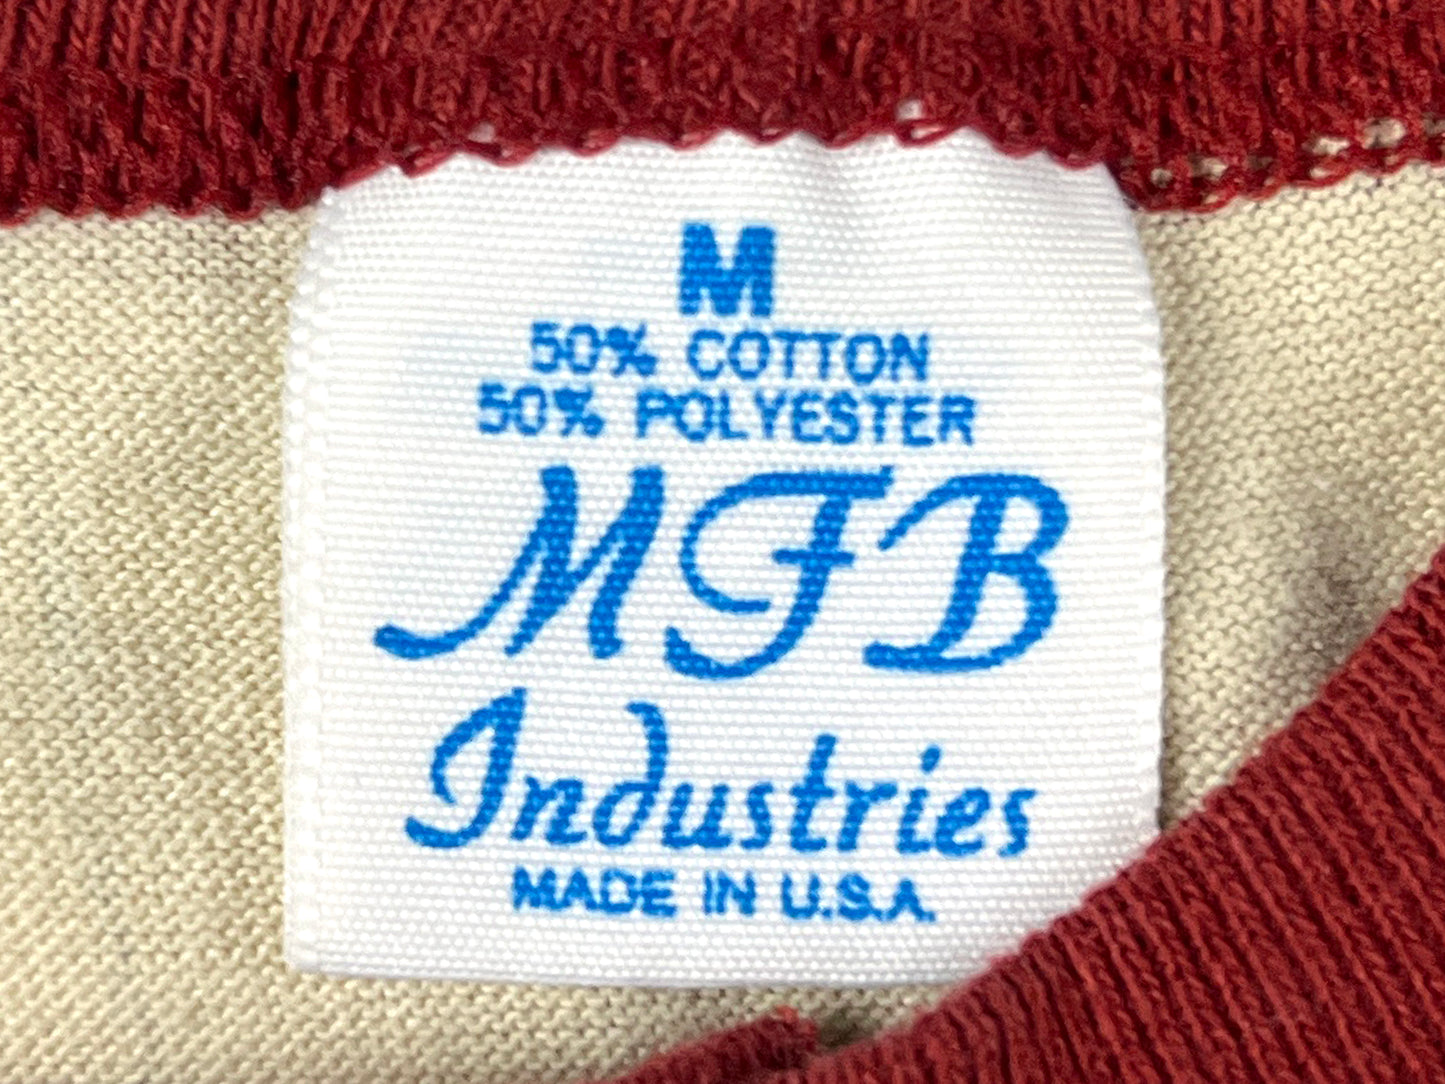 M
50% COTTON
50% POLYESTER
MFB
Industries
MADE IN U.S.A.